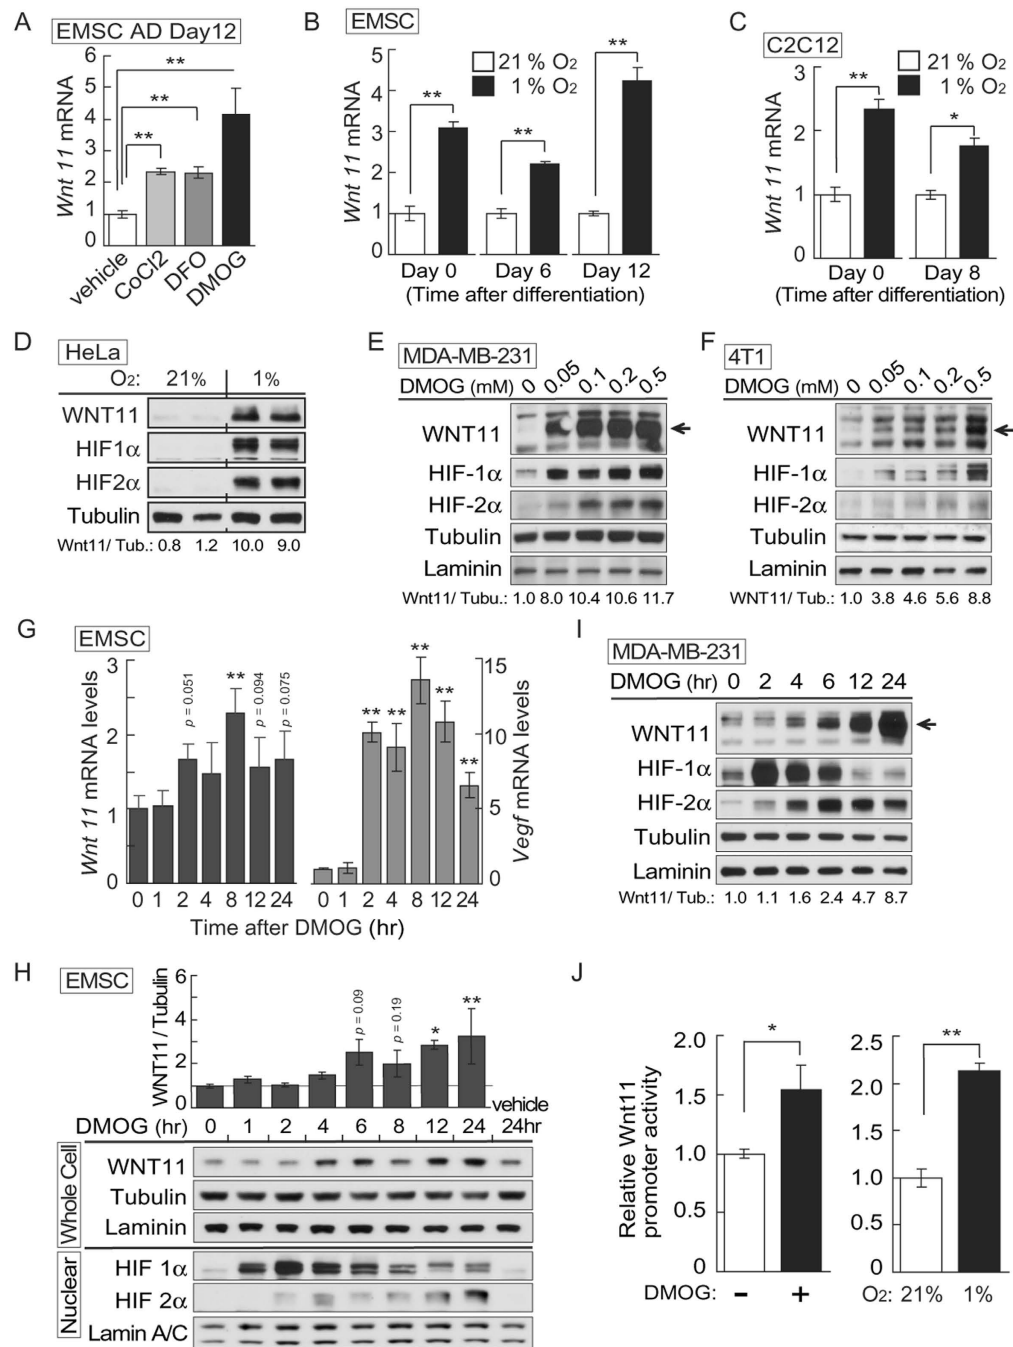 A
EMSC AD Day12
Wnt 11 mRNA
6
5
4
3
2
1
0
**
**
**
vehicle
CoCl2
DFO
DMOG
B
EMSC
21 % O2
1 % O2
Wnt 11 mRNA
5
4
3
2
1
0
**
**
**
Day 0
Day 6
Day 12
(Time after differentiation)
C
C2C12
21 % O2
1 % O2
Wnt 11 mRNA
3
2
1
0
**
*
Day 0
Day 8
(Time after differentiation)
D
HeLa
O2: 21% 1%
WNT11
HIF1α
HIF2α
Tubulin
Wnt11/ Tub.: 0.8 1.2 10.0 9.0
E
MDA-MB-231
DMOG (mM) 0 0.05 0.1 0.2 0.5
WNT11
HIF-1α
HIF-2α
Tubulin
Laminin
Wnt11/ Tubu.: 1.0 8.0 10.4 10.6 11.7
F
4T1
DMOG (mM) 0 0.05 0.1 0.2 0.5
WNT11
HIF-1α
HIF-2α
Tubulin
Laminin
WNT11/ Tub.: 1.0 3.8 4.6 5.6 8.8
G
EMSC
Wnt 11 mRNA levels
3
2
1
0
p = 0.051
**
p = 0.094
p = 0.075
0 1 2 4 8 12 24
** ** ** ** **
0 1 2 4 8 12 24
15
10
5
0
Vegf mRNA levels
Time after DMOG (hr)
I
MDA-MB-231
DMOG (hr) 0 2 4 6 12 24
WNT11
HIF-1α
HIF-2α
Tubulin
Laminin
Wnt11/ Tub.: 1.0 1.1 1.6 2.4 4.7 8.7
H
EMSC
WNT11 / Tubulin
6
4
2
1
0
p = 0.09
p = 0.19
*
**
vehicle
DMOG (hr) 0 1 2 4 6 8 12 24 24hr
Whole Cell
WNT11
Tubulin
Laminin
Nuclear
HIF 1α
HIF 2α
Lamin A/C
J
Relative Wnt11
promoter activity
2.0
1.5
1.0
0.5
0
*
DMOG: - +
2.5
2.0
1.5
1.0
0.5
0
**
O2: 21% 1%